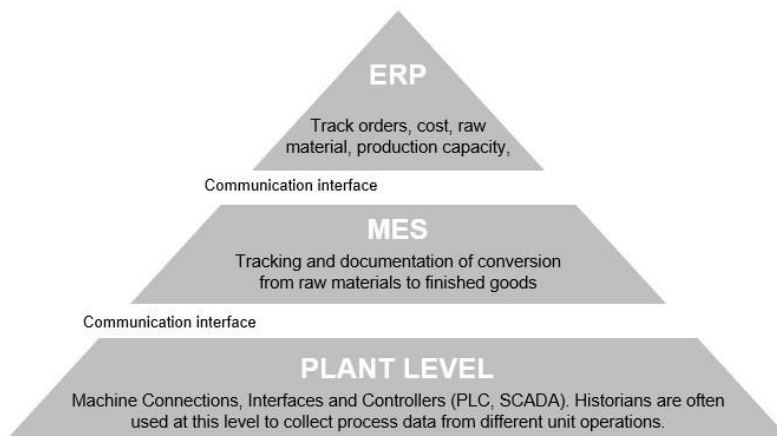 ERP
Track orders, cost, raw
material, production capacity,
Communication interface
MES
Tracking and documentation of conversion
from raw materials to finished goods
Communication interface
PLANT LEVEL
Machine Connections, Interfaces and Controllers (PLC, SCADA). Historians are often
used at this level to collect process data from different unit operations.